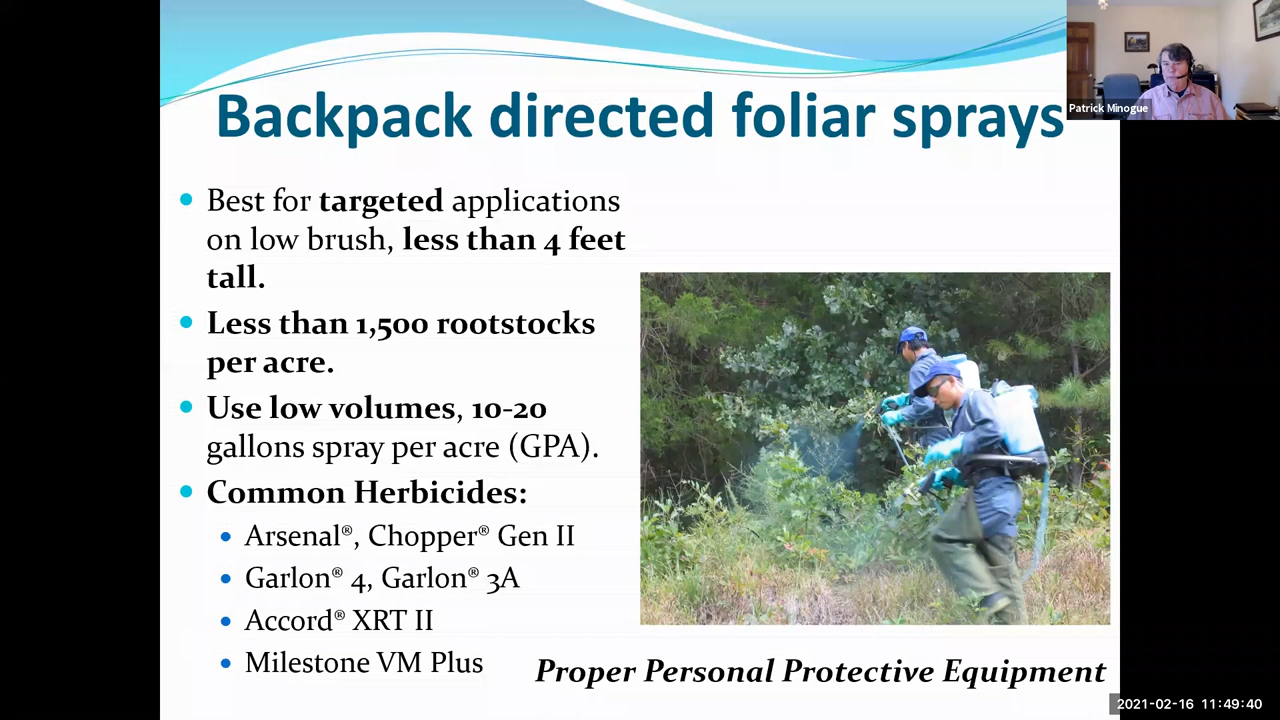 Patrick Minogue
Backpack directed foliar sprays
Best for targeted applications
on low brush, less than 4 feet
tall.
Less than 1,500 rootstocks
per acre.
Use low volumes, 10-20
gallons spray per acre (GPA).
Common Herbicides:
Arsenal®, Chopper® Gen II
Garlon® 4, Garlon® 3A
Accord® XRT II
Milestone VM Plus
Proper Personal Protective Equipment
2021-02-16 11:49:40